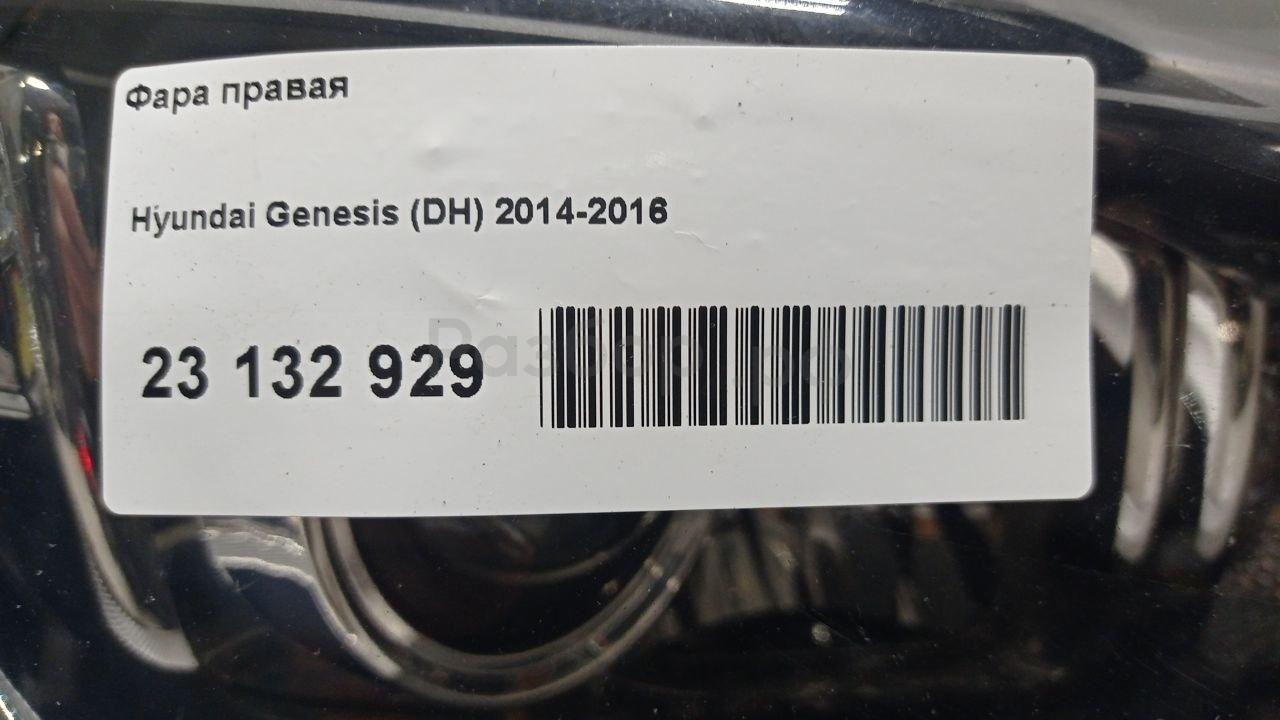 Фара правая
Hyundai Genesis (DH) 2014-2016
23 132 929